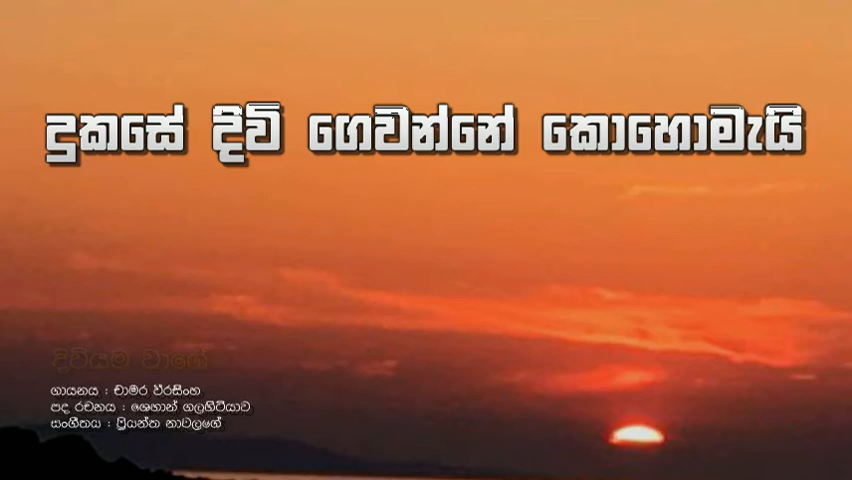 දුකසේ දිවි ගෙවන්නේ කොහොමැයි
දිවියම වාගේ
ගායනය : චාමර වීරසිංහ
පද රචනය : ශෙහාන් ගලහිටියාව
සංගීතය : ප්‍රියන්ත නාවලගේ